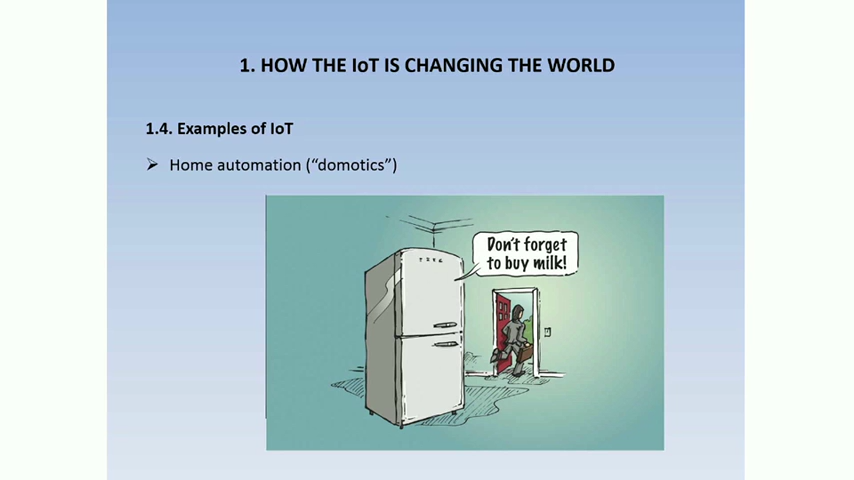 1. HOW THE IoT IS CHANGING THE WORLD
1.4. Examples of IoT
Home automation (“domotics”)
Don't forget
to buy milk!